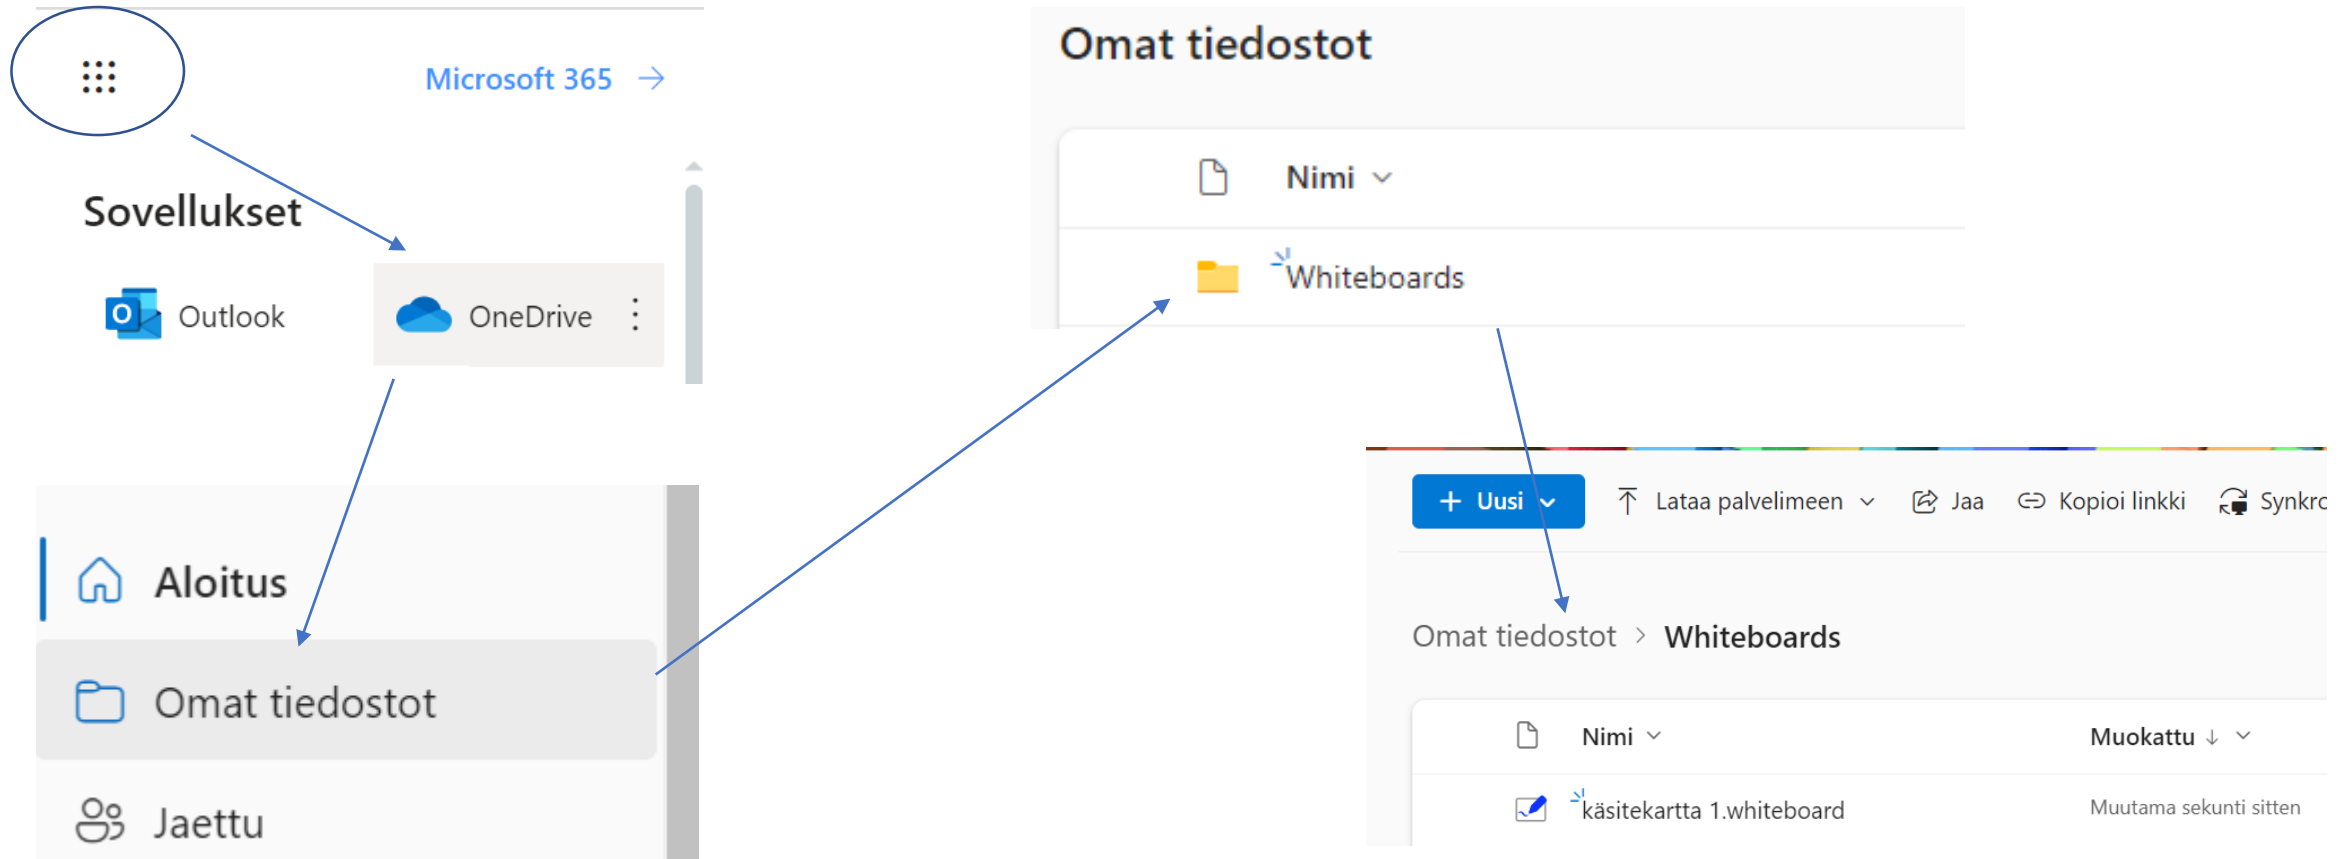 Microsoft 365
Sovellukset
Outlook
OneDrive
Aloitus
Omat tiedostot
Jaettu
Omat tiedostot
Nimi
Whiteboards
Uusi Lataa palvelimeen Jaa Kopioi linkki Synkro
Omat tiedostot > Whiteboards
Nimi Muokattu
käsitekartta 1.whiteboard Muutama sekunti sitten